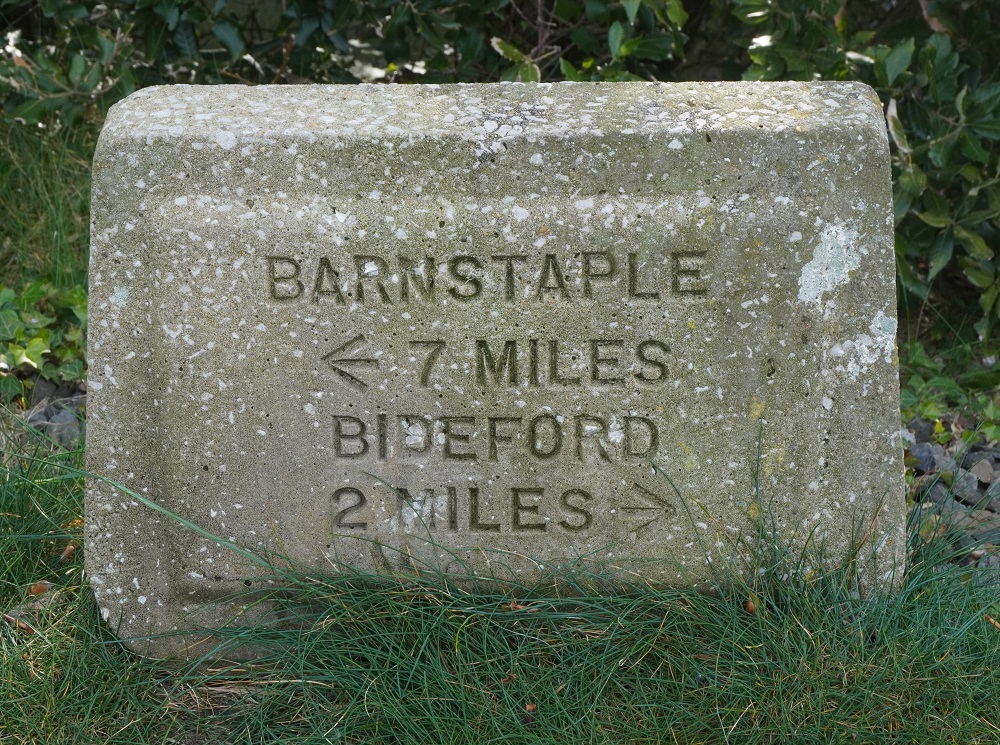 BARNSTAPLE
← 7 MILES
BIDEFORD
2 MILES →